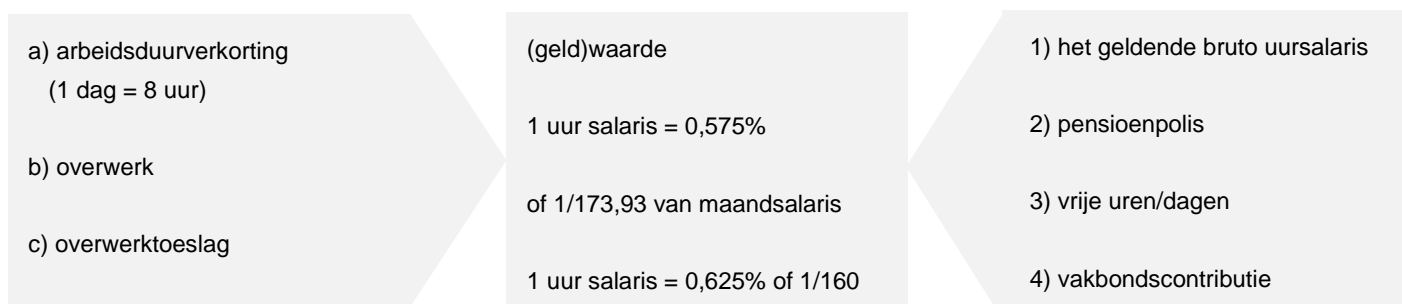 a) arbeidsduurverkorting
(1 dag = 8 uur)
b) overwerk
c) overwerktoeslag
(geld)waarde
1 uur salaris = 0,575%
of 1/173,93 van maandsalaris
1 uur salaris = 0,625% of 1/160
1) het geldende bruto uursalaris
2) pensioenpolis
3) vrije uren/dagen
4) vakbondscontributie